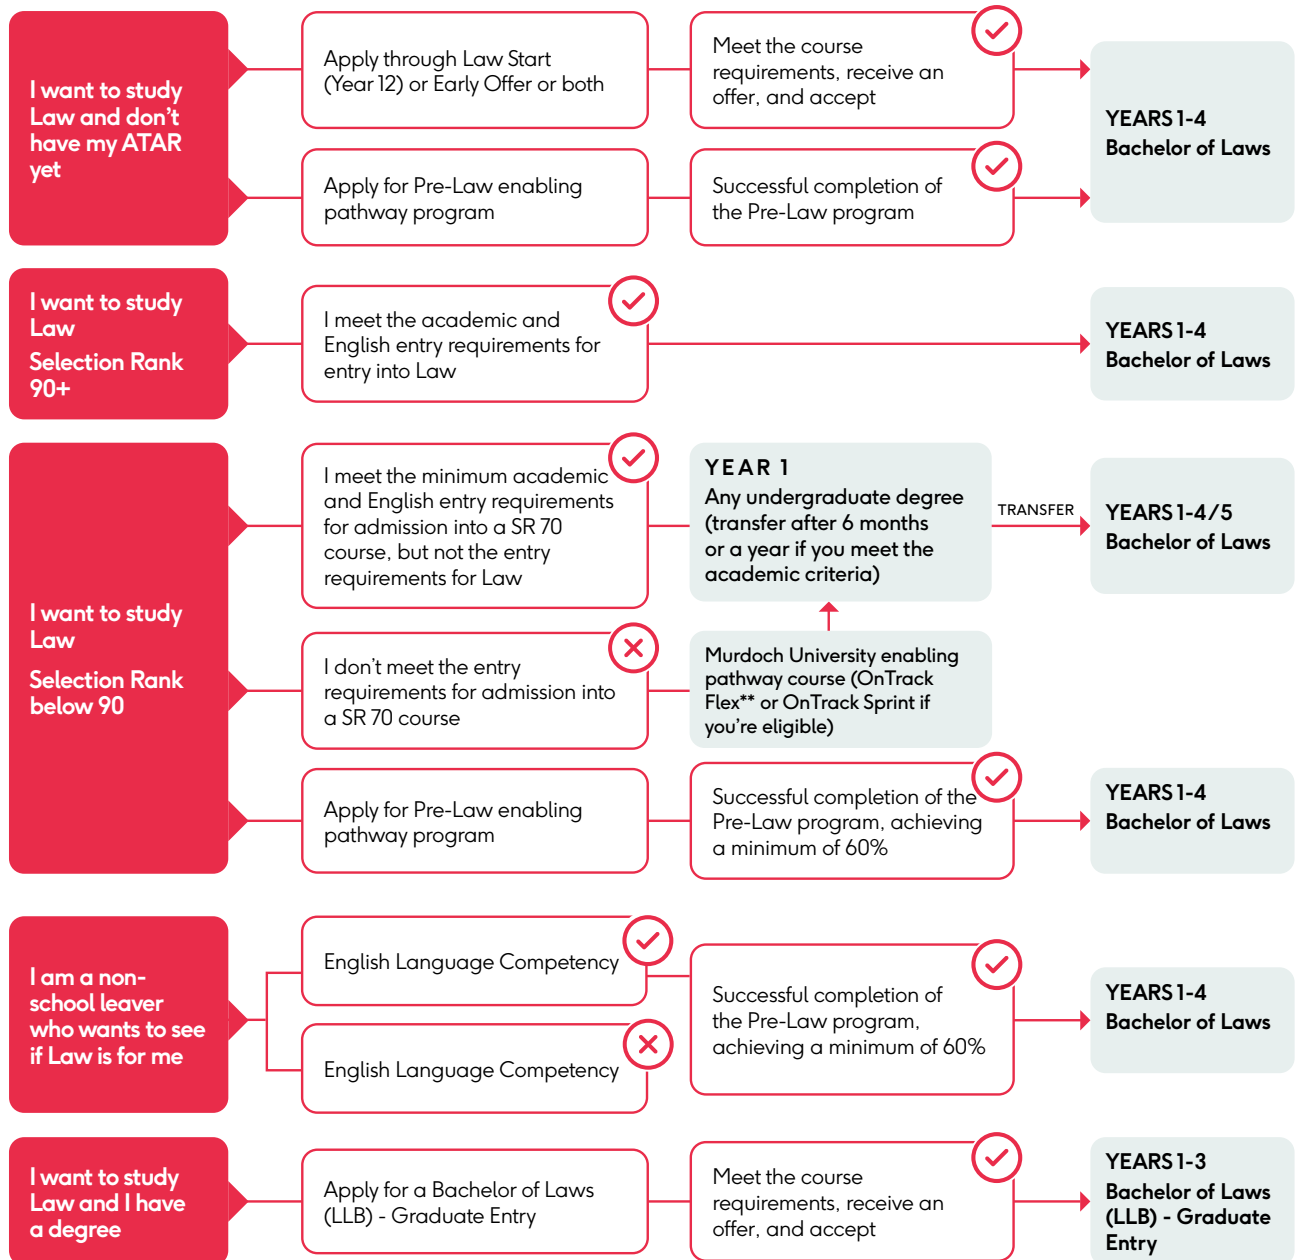 I want to study
Law and don't
have my ATAR
yet
Apply through Law Start
(Year 12) or Early Offer or both
Meet the course
requirements, receive an
offer, and accept
YEARS 1-4
Bachelor of Laws
Apply for Pre-Law enabling
pathway program
Successful completion of
the Pre-Law program
I want to study
Law
Selection Rank
90+
I meet the academic and
English entry requirements for
entry into Law
YEARS 1-4
Bachelor of Laws
I want to study
Law
Selection Rank
below 90
I meet the minimum academic
and English entry requirements
for admission into a SR 70
course, but not the entry
requirements for Law
YEAR 1
Any undergraduate degree
(transfer after 6 months
or a year if you meet the
academic criteria)
TRANSFER
YEARS 1-4/5
Bachelor of Laws
I don't meet the entry
requirements for admission into
a SR 70 course
Murdoch University enabling
pathway course (OnTrack
Flex** or OnTrack Sprint if
you're eligible)
Apply for Pre-Law enabling
pathway program
Successful completion of the
Pre-Law program, achieving
a minimum of 60%
YEARS 1-4
Bachelor of Laws
I am a non-
school leaver
who wants to see
if Law is for me
English Language Competency
English Language Competency
Successful completion of
the Pre-Law program,
achieving a minimum of 60%
YEARS 1-4
Bachelor of Laws
I want to study
Law and I have
a degree
Apply for a Bachelor of Laws
(LLB) - Graduate Entry
Meet the course
requirements, receive an
offer, and accept
YEARS 1-3
Bachelor of Laws
(LLB) - Graduate
Entry